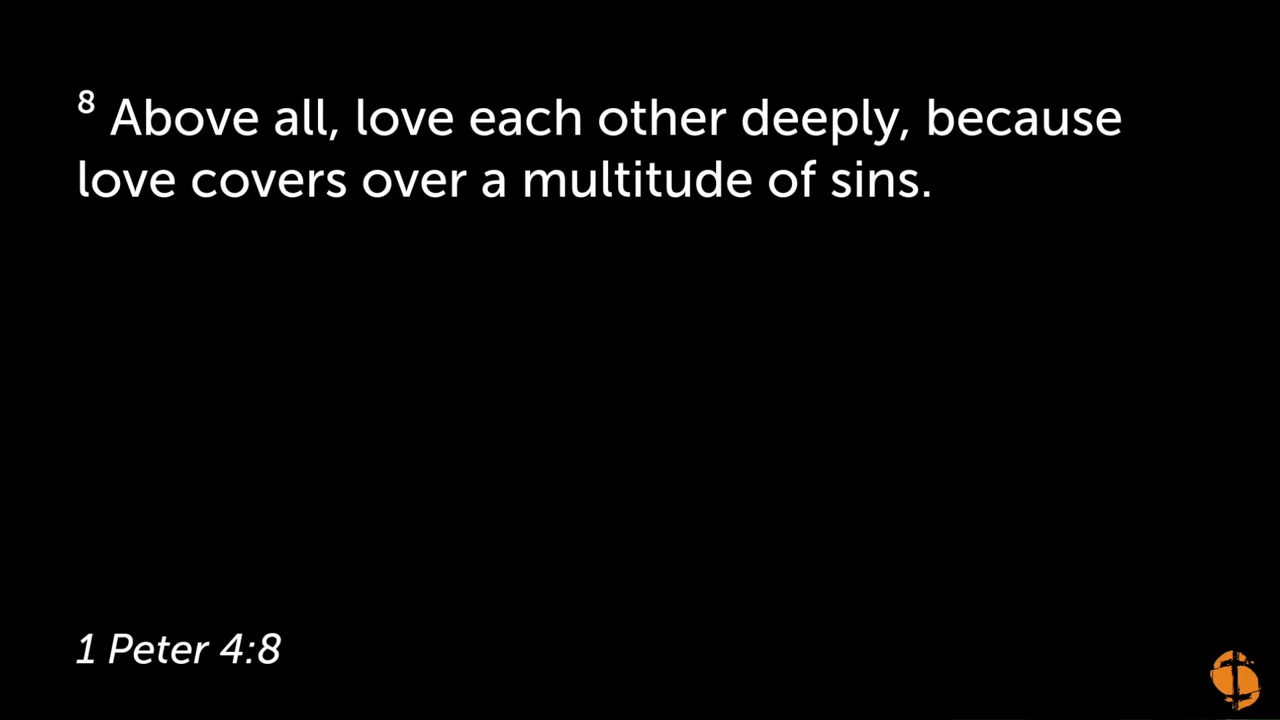 ⁸ Above all, love each other deeply, because
love covers over a multitude of sins.
1 Peter 4:8